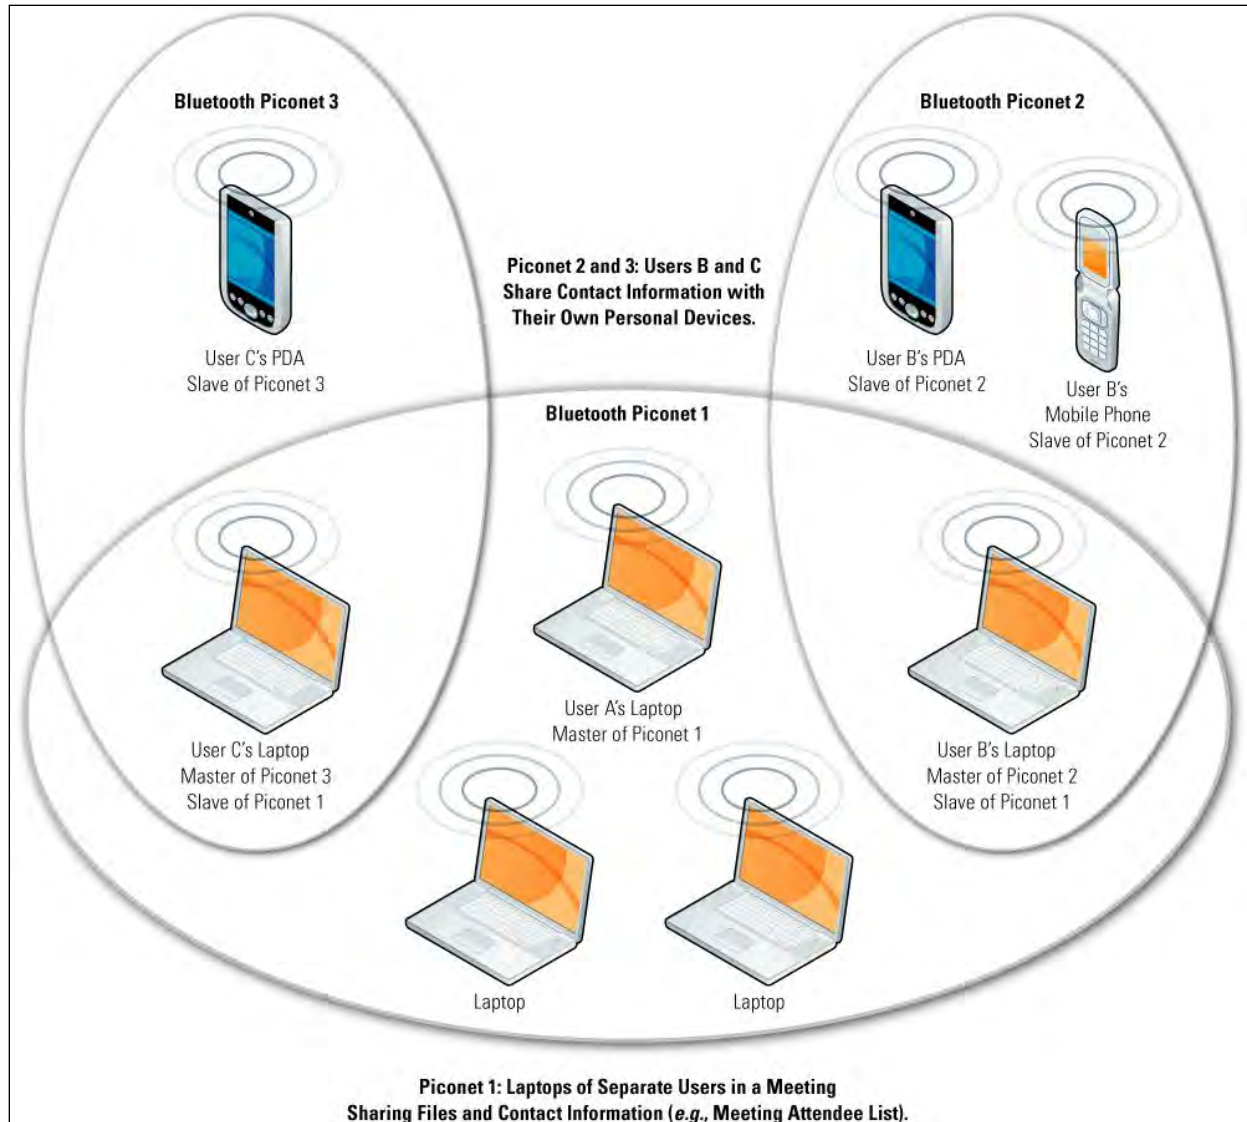 Bluetooth Piconet 3
Bluetooth Piconet 2
Piconet 2 and 3: Users B and C
Share Contact Information with
Their Own Personal Devices.
User C's PDA
Slave of Piconet 3
User B's PDA
Slave of Piconet 2
User B's
Mobile Phone
Slave of Piconet 2
Bluetooth Piconet 1
User A's Laptop
Master of Piconet 1
User C's Laptop
Master of Piconet 3
Slave of Piconet 1
User B's Laptop
Master of Piconet 2
Slave of Piconet 1
Laptop
Laptop
Piconet 1: Laptops of Separate Users in a Meeting
Sharing Files and Contact Information (e.g., Meeting Attendee List).